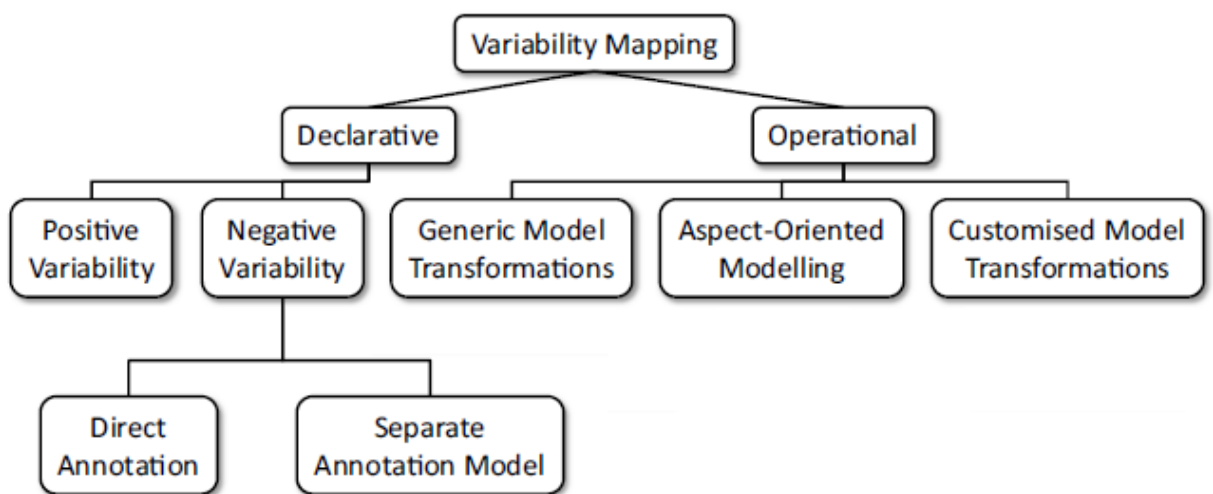 Variability Mapping
Declarative
Operational
Positive
Variability
Negative
Variability
Generic Model
Transformations
Aspect-Oriented
Modelling
Customised Model
Transformations
Direct
Annotation
Separate
Annotation Model